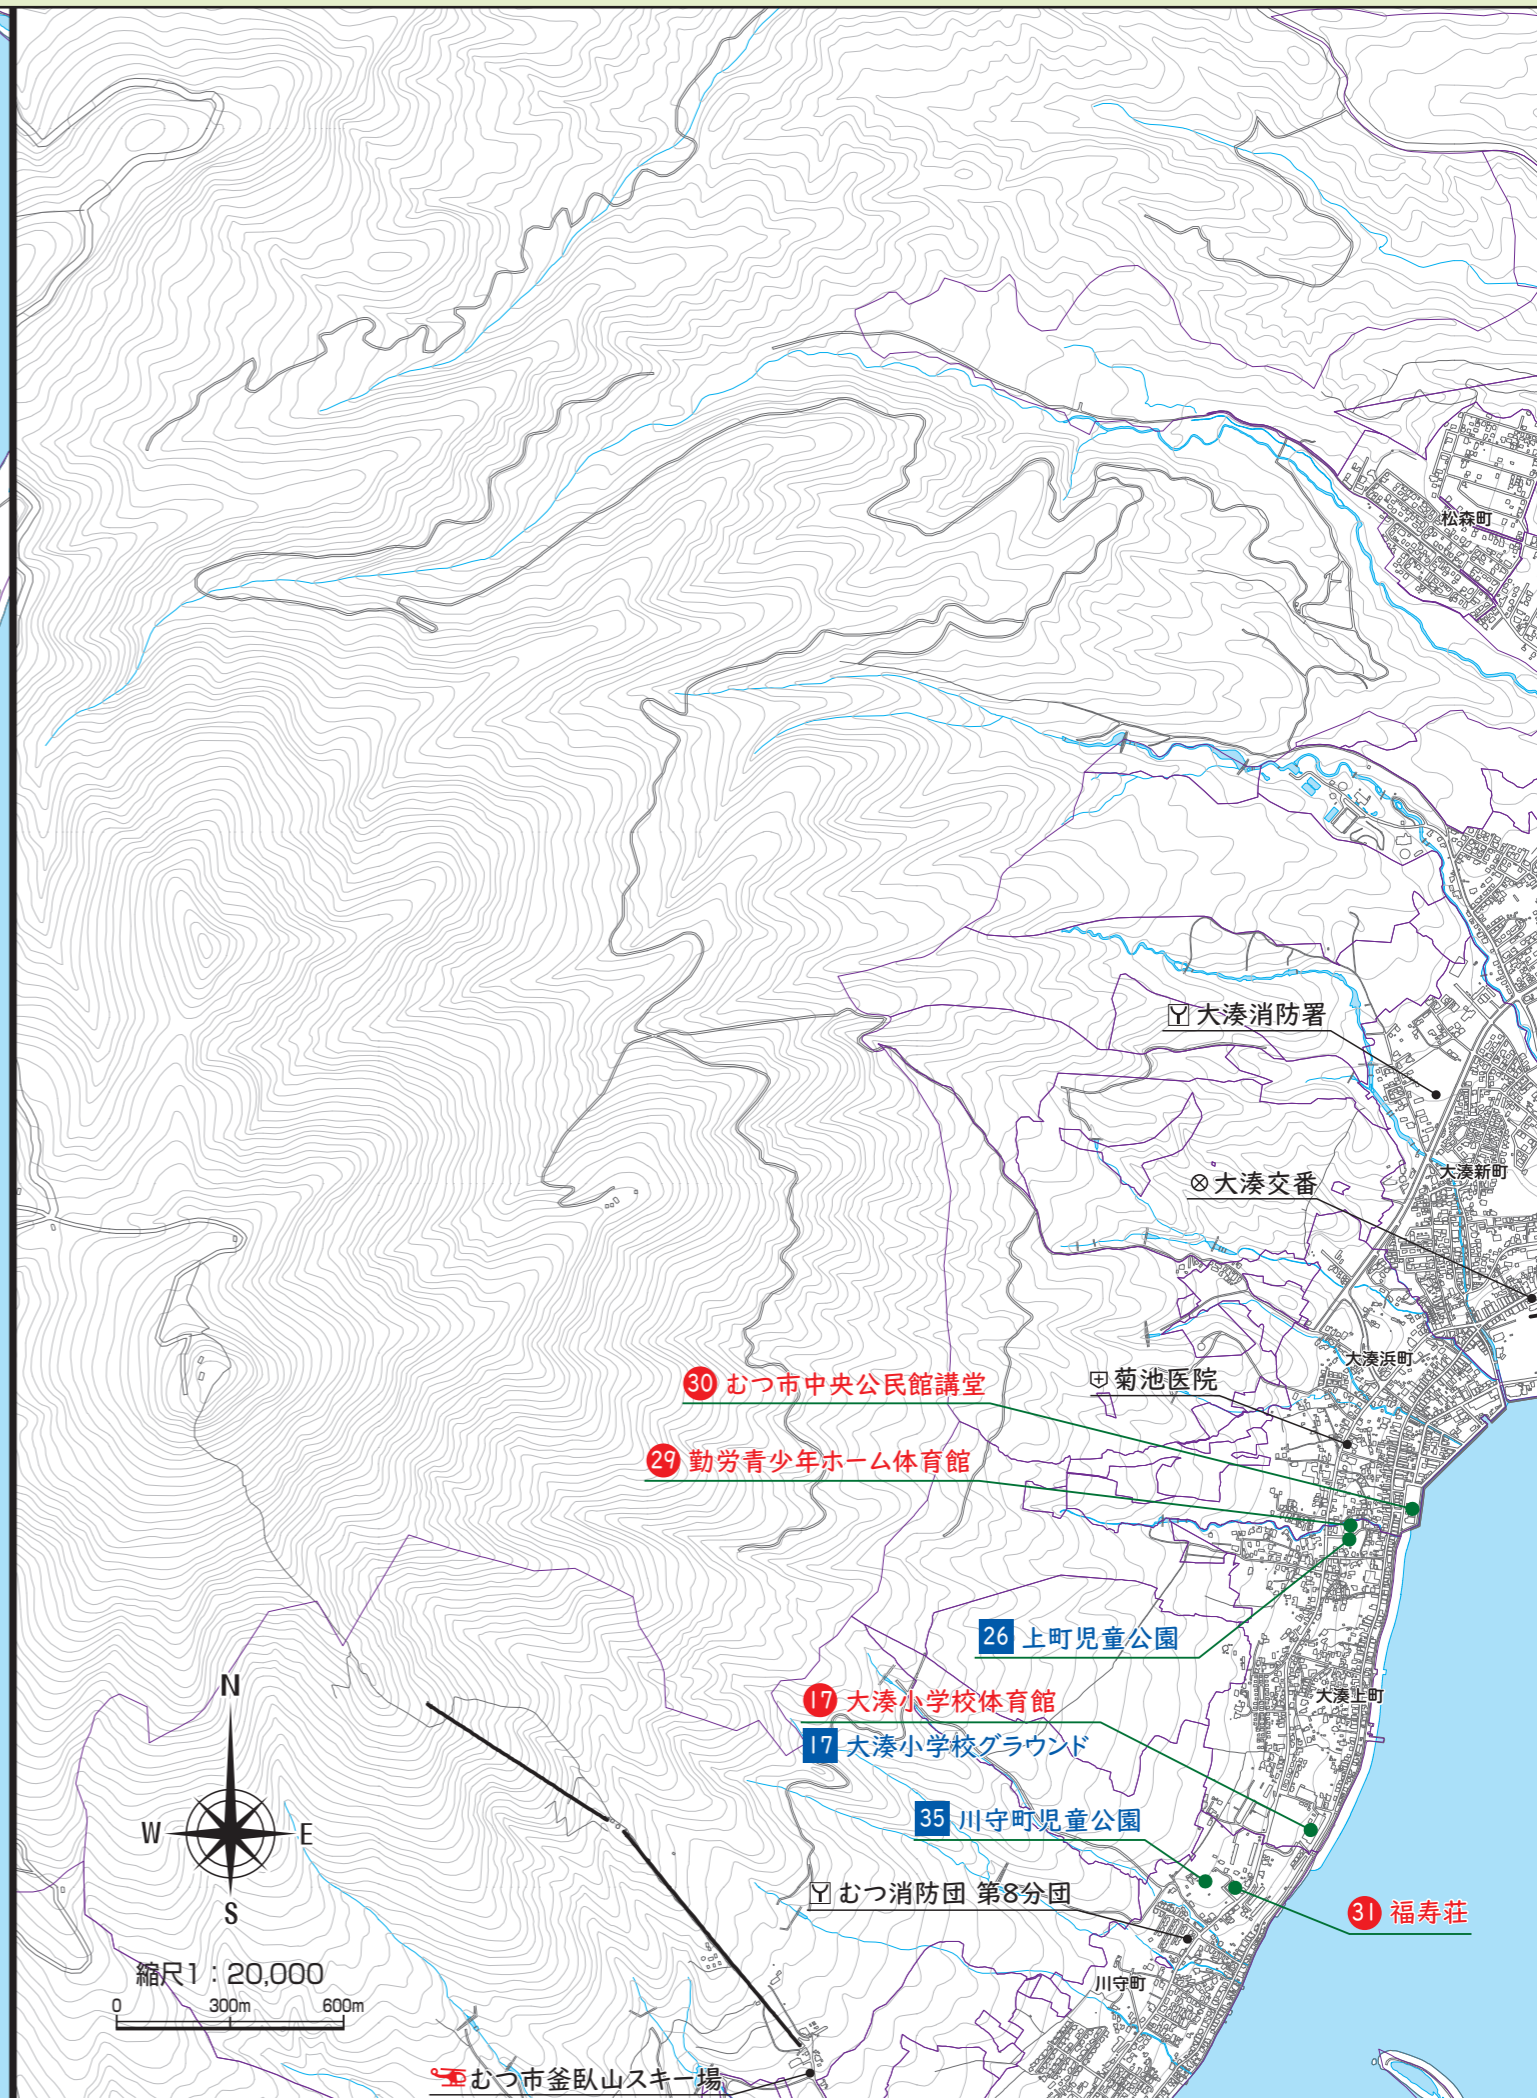 松森町
大湊消防署
大湊新町
大湊交番
大湊浜町
30 むつ市中央公民館講堂
菊池医院
29 勤労青少年ホーム体育館
26 上町児童公園
N
大湊上町
17 大湊小学校体育館
17 大湊小学校グラウンド
35 川守町児童公園
W
E
むつ消防団 第8分団
S
31 福寿荘
縮尺1：20,000
川守町
0 300m 600m
むつ市釜臥山スキー場